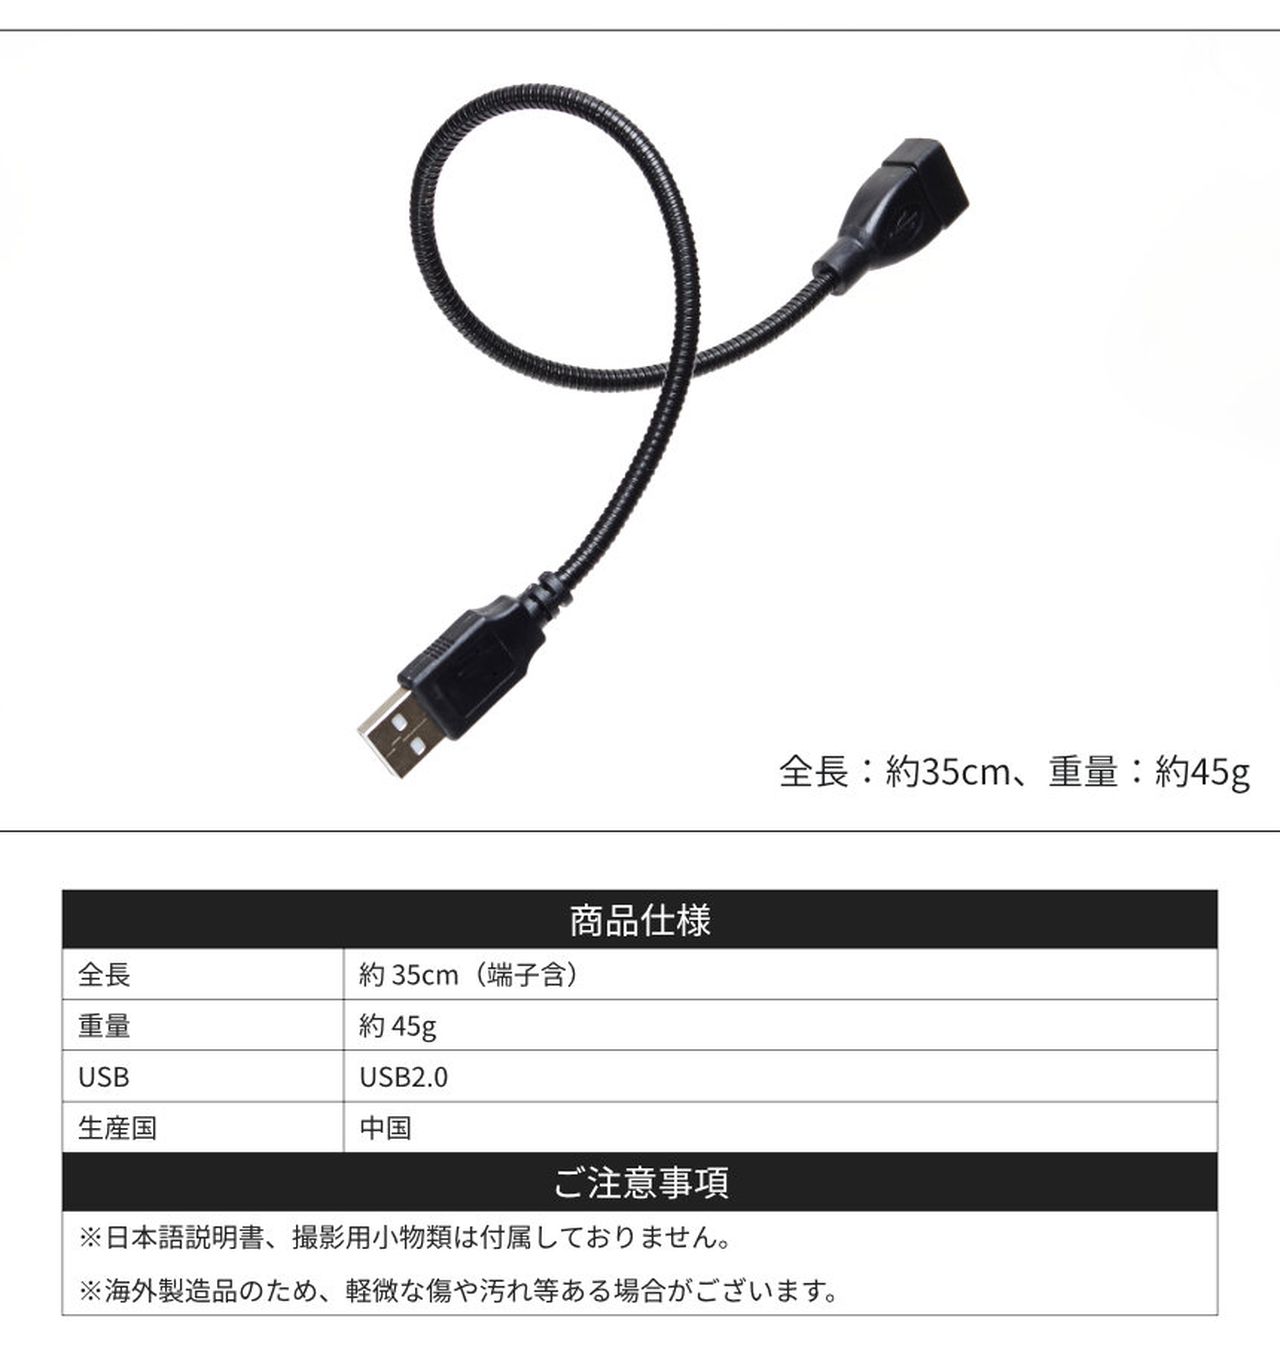 全長：約35cm、重量：約45g
商品仕様
全長 約 35cm（端子含）
重量 約 45g
USB USB2.0
生産国 中国
ご注意事項
※日本語説明書、撮影用小物類は付属しておりません。
※海外製造品のため、軽微な傷や汚れ等ある場合がございます。